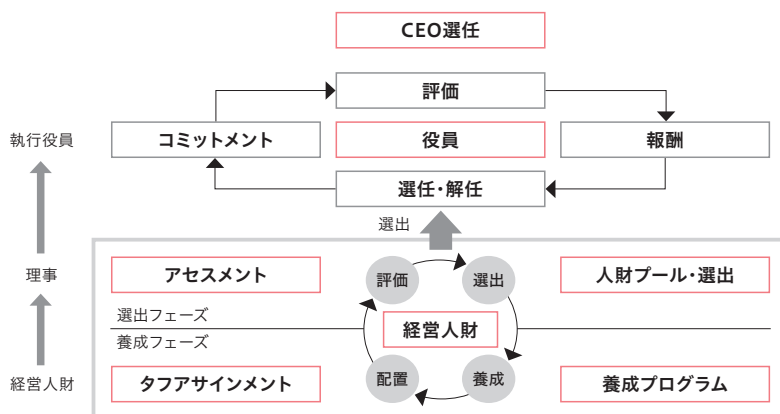 CEO選任
評価
執行役員
コミットメント
役員
報酬
選任・解任
選出
理事
アセスメント
評価
選出
人財プール・選出
選出フェーズ
経営人財
養成フェーズ
経営人財
タフアサインメント
配置
養成
養成プログラム